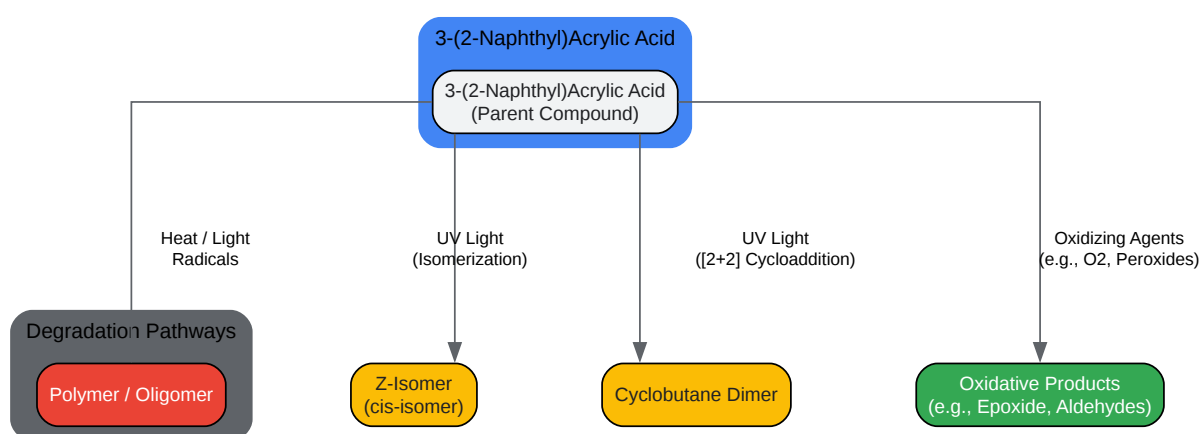 3-(2-Naphthyl)Acrylic Acid
3-(2-Naphthyl)Acrylic Acid
(Parent Compound)
Heat / Light
Radicals
UV Light
(Isomerization)
UV Light
([2+2] Cycloaddition)
Oxidizing Agents
(e.g., O2, Peroxides)
Degradation Pathways
Polymer / Oligomer
Z-Isomer
(cis-isomer)
Cyclobutane Dimer
Oxidative Products
(e.g., Epoxide, Aldehydes)